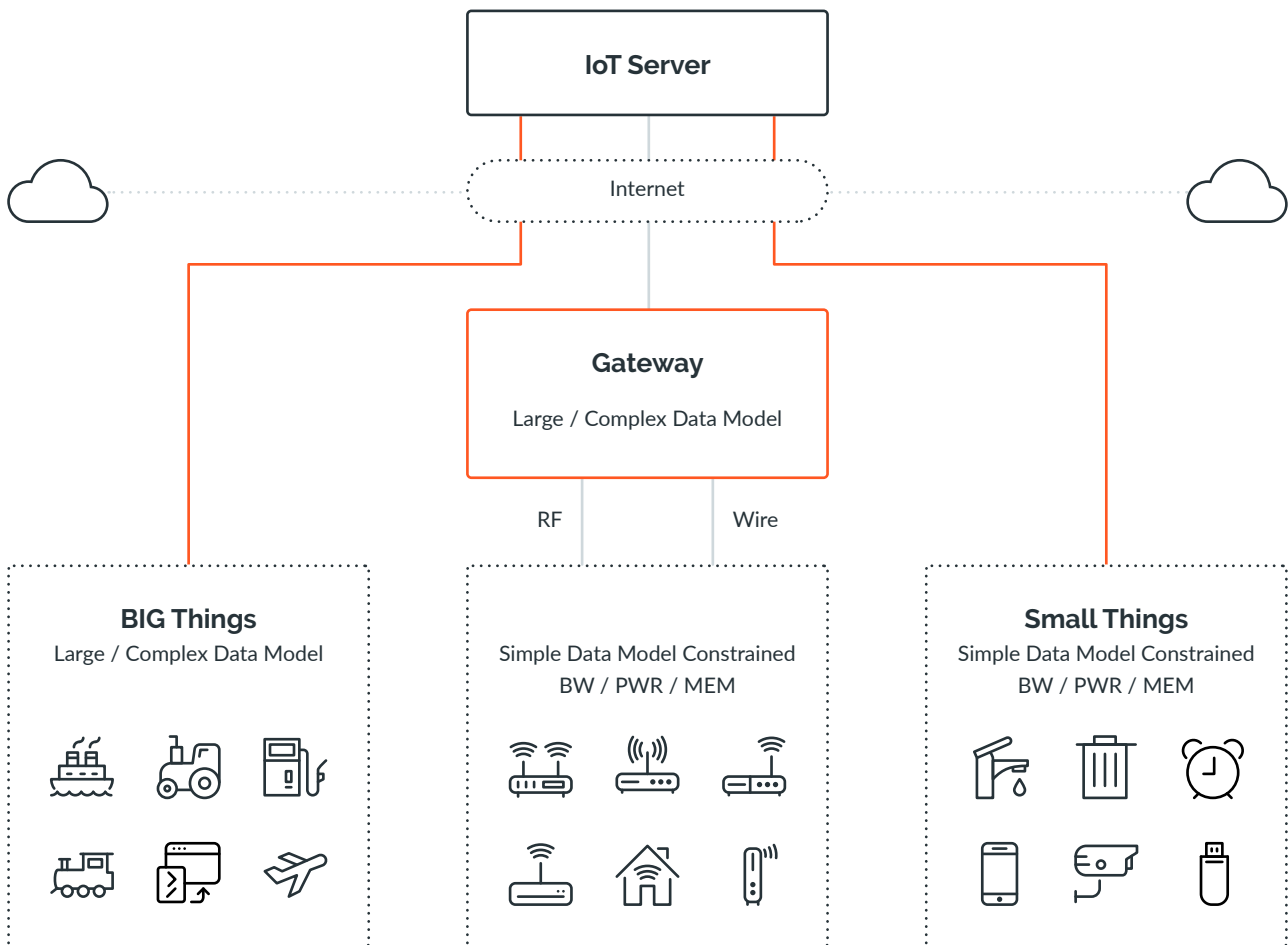 IoT Server
Internet
Gateway
Large / Complex Data Model
RF
Wire
BIG Things
Large / Complex Data Model
Simple Data Model Constrained
BW / PWR / MEM
Small Things
Simple Data Model Constrained
BW / PWR / MEM